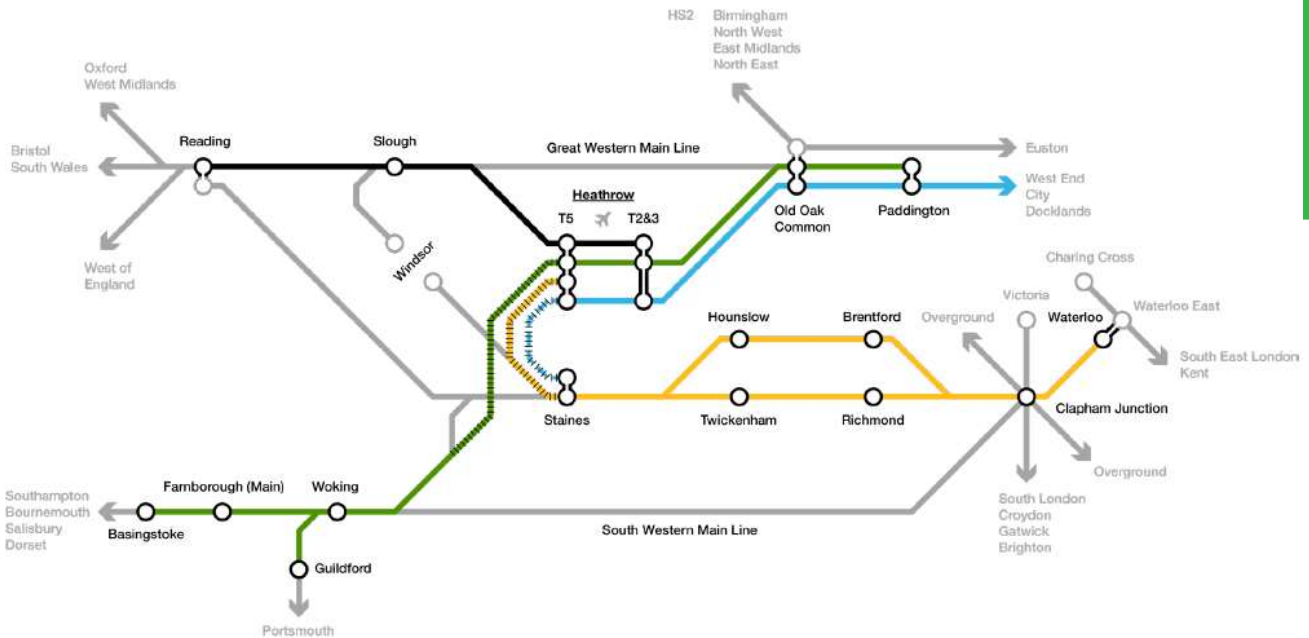 HS2
Birmingham
North West
East Midlands
North East
Oxford
West Midlands
Bristol
South Wales
Reading
Slough
Great Western Main Line
Euston
West End
City
Docklands
Heathrow
T5
T2&3
Old Oak
Common
Paddington
West of
England
Windsor
Charing Cross
Victoria
Waterloo East
Hounslow
Brentford
Overground
Waterloo
South East London
Kent
Staines
Twickenham
Richmond
Clapham Junction
Overground
Southampton
Bournemouth
Salisbury
Dorset
Farnborough (Main)
Woking
Basingstoke
South Western Main Line
South London
Croydon
Gatwick
Brighton
Guildford
Portsmouth